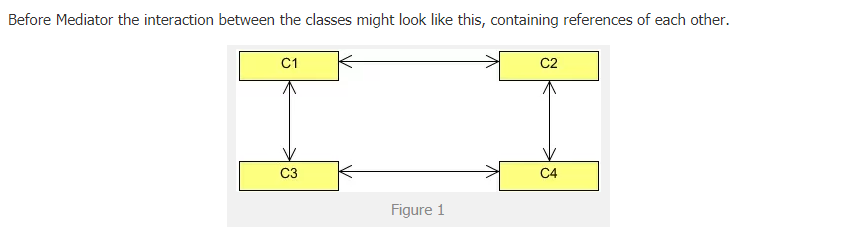 Before Mediator the interaction between the classes might look like this, containing references of each other.
C1
C2
C3
C4
Figure 1